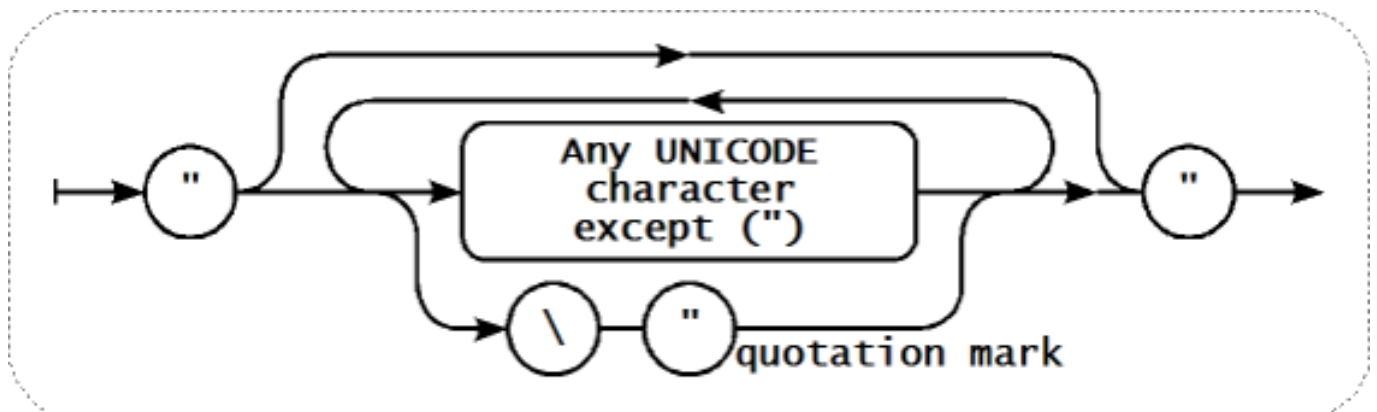 "
Any UNICODE
character
except (")
"
\
"
quotation mark